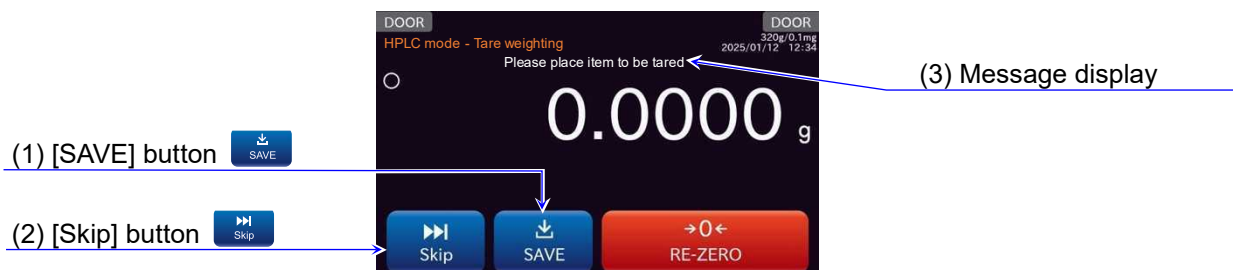 DOOR DOOR
HPLC mode - Tare weighting 320g/0.1mg
2025/01/12 12:34
Please place item to be tared
(3) Message display
0.0000 g
(1) [SAVE] button SAVE
(2) [Skip] button Skip
Skip SAVE →0← RE-ZERO